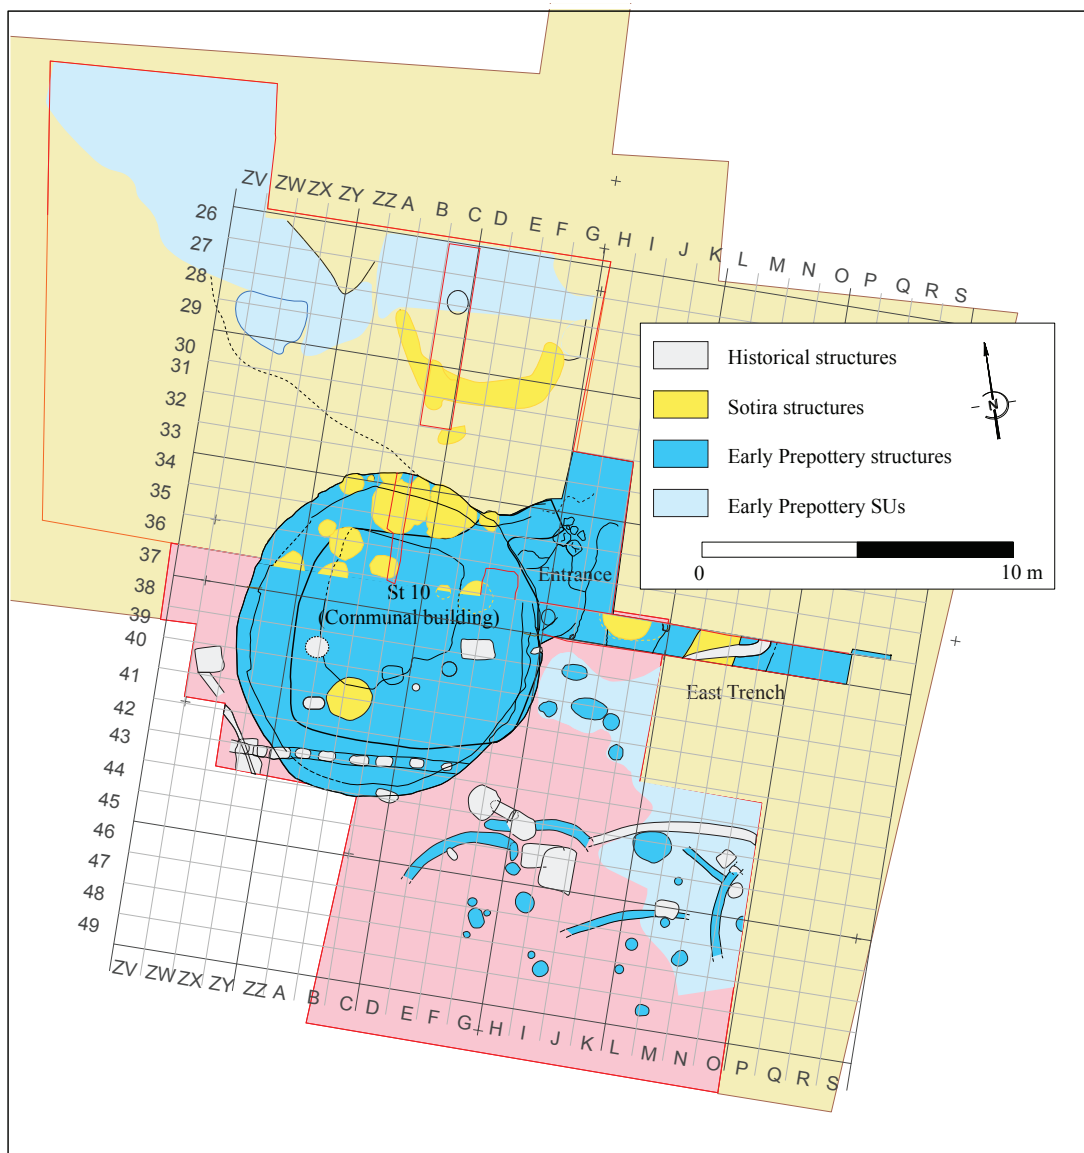 ZV ZW ZX ZY ZZ A B C D E F G H I J K L M N O P Q R S
26
27
28
29
30
31
32
33
34
35
36
37
38
39
40
41
42
43
44
45
46
47
48
49
Historical structures
Sotira structures
Early Prepottery structures
Early Prepottery SUs
N
0 10 m
Entrance
St 10
(Communal building)
East Trench
ZV ZW ZX ZY ZZ A B C D E F G H I J K L M N O P Q R S